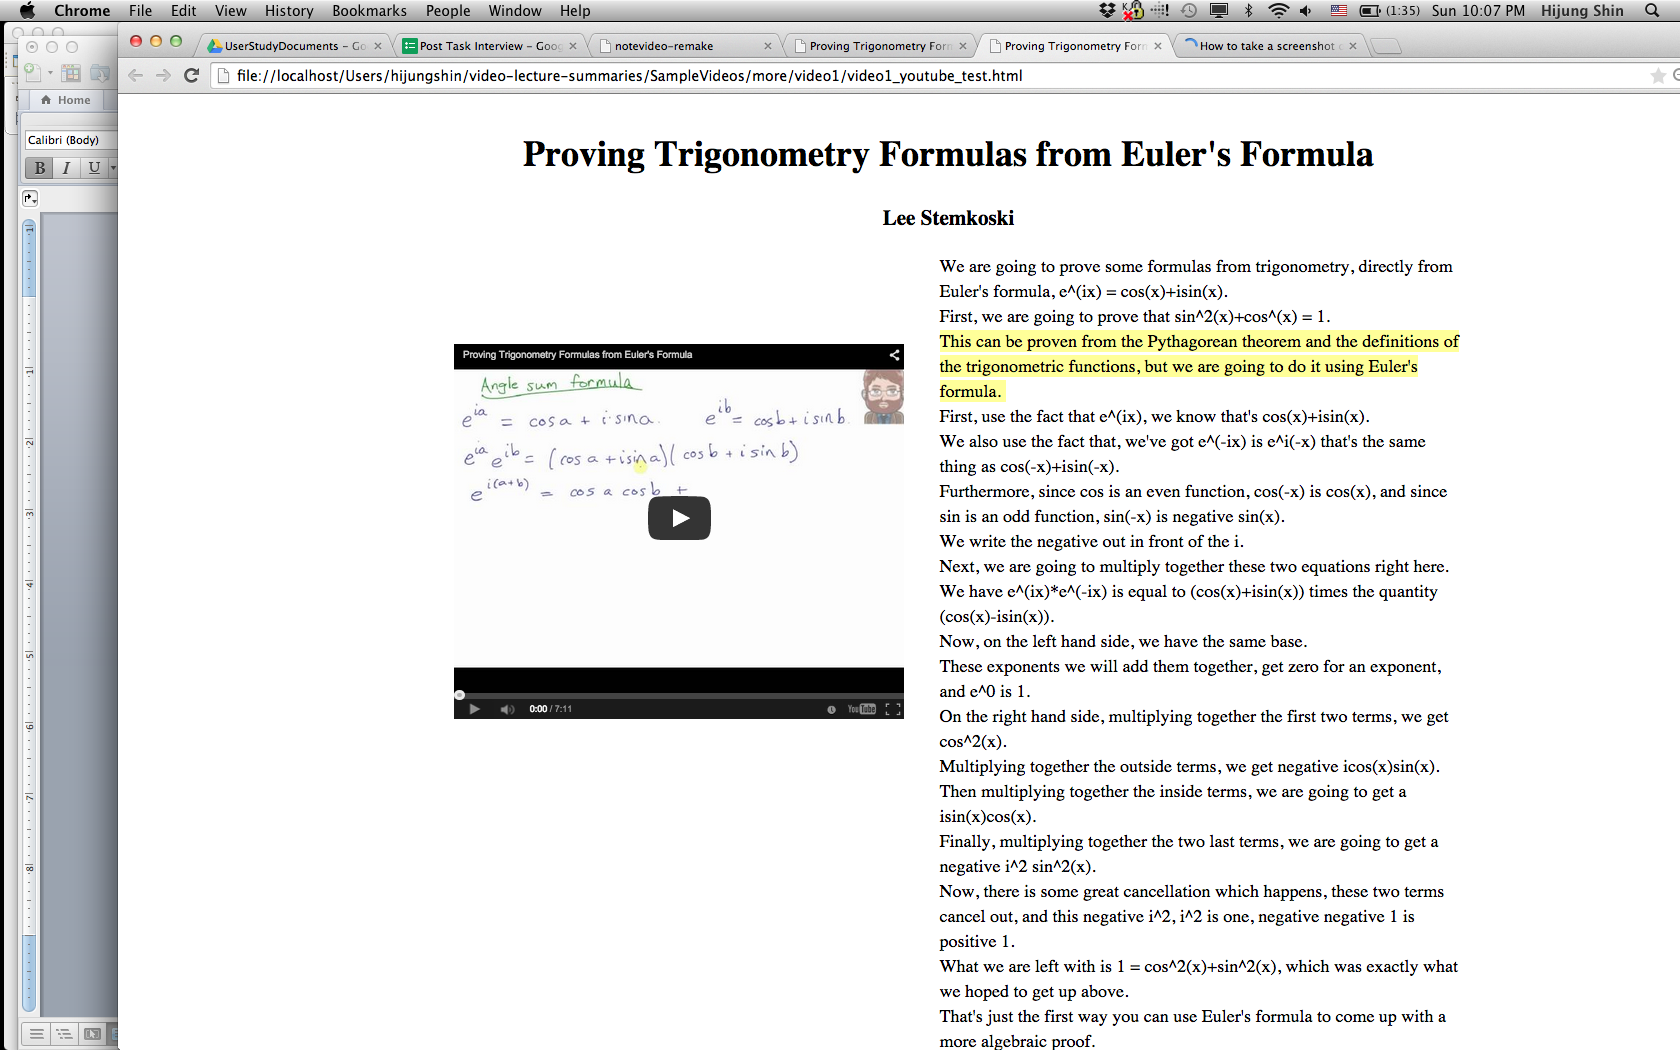 Chrome File Edit View History Bookmarks People Window Help (1:35) Sun 10:07 PM Hijung Shin
UserStudyDocuments – Go
Post Task Interview – Goog
notevideo-remake
Proving Trigonometry Form
Proving Trigonometry Form
How to take a screenshot
file://localhost/Users/hijungshin/video-lecture-summaries/SampleVideos/more/video1/video1_youtube_test.html
Home
Calibri (Body)
B I U
Proving Trigonometry Formulas from Euler's Formula
Lee Stemkoski
Proving Trigonometry Formulas from Euler's Formula
Angle sum formula
e^ia = cos a + i·sin a. e^ib = cos b + i sin b.
e^ia e^ib = (cos a + i sin a)(cos b + i sin b)
e^i(a+b) = cos a cos b +
0:00 / 7:11
YouTube
We are going to prove some formulas from trigonometry, directly from
Euler's formula, e^(ix) = cos(x)+isin(x).
First, we are going to prove that sin^2(x)+cos^(x) = 1.
This can be proven from the Pythagorean theorem and the definitions of
the trigonometric functions, but we are going to do it using Euler's
formula.
First, use the fact that e^(ix), we know that's cos(x)+isin(x).
We also use the fact that, we've got e^(-ix) is e^i(-x) that's the same
thing as cos(-x)+isin(-x).
Furthermore, since cos is an even function, cos(-x) is cos(x), and since
sin is an odd function, sin(-x) is negative sin(x).
We write the negative out in front of the i.
Next, we are going to multiply together these two equations right here.
We have e^(ix)*e^(-ix) is equal to (cos(x)+isin(x)) times the quantity
(cos(x)-isin(x)).
Now, on the left hand side, we have the same base.
These exponents we will add them together, get zero for an exponent,
and e^0 is 1.
On the right hand side, multiplying together the first two terms, we get
cos^2(x).
Multiplying together the outside terms, we get negative icos(x)sin(x).
Then multiplying together the inside terms, we are going to get a
isin(x)cos(x).
Finally, multiplying together the two last terms, we are going to get a
negative i^2 sin^2(x).
Now, there is some great cancellation which happens, these two terms
cancel out, and this negative i^2, i^2 is one, negative negative 1 is
positive 1.
What we are left with is 1 = cos^2(x)+sin^2(x), which was exactly what
we hoped to get up above.
That's just the first way you can use Euler's formula to come up with a
more algebraic proof.